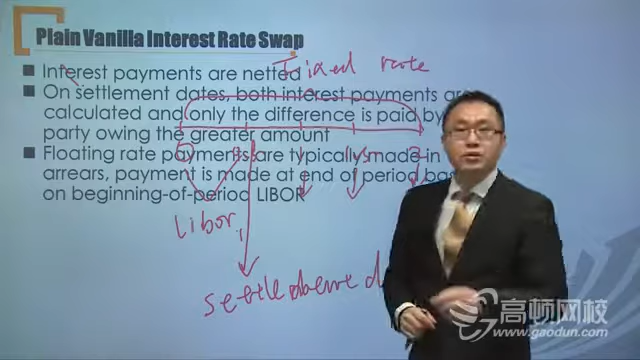 Plain Vanilla Interest Rate Swap
Interest payments are netted
Fixed rate
On settlement dates, both interest payments are
calculated and only the difference is paid by
party owing the greater amount
Floating rate payments are typically made in
arrears, payment is made at end of period bas
on beginning-of-period LIBOR
Libor
高顿网校
www.gaodun.com